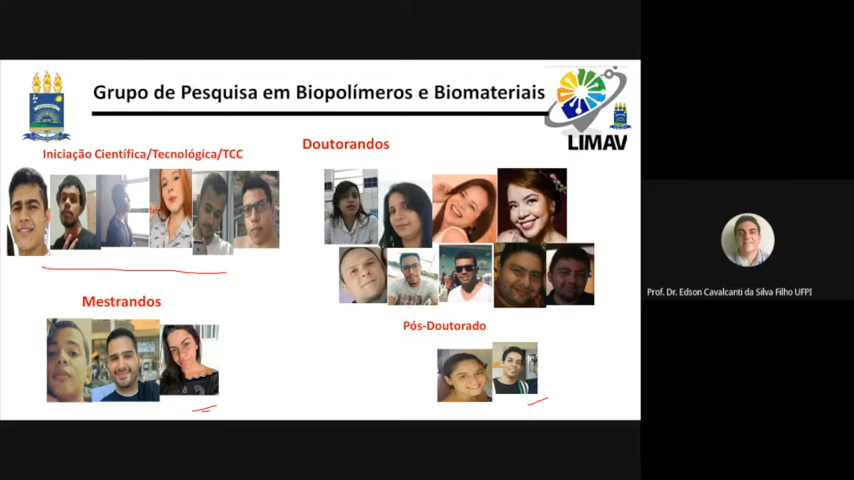 Grupo de Pesquisa em Biopolímeros e Biomateriais
LIMAV
Iniciação Científica/Tecnológica/TCC
Doutorandos
Mestrandos
Pós-Doutorado
Prof. Dr. Edson Cavalcanti da Silva Filho UFPI